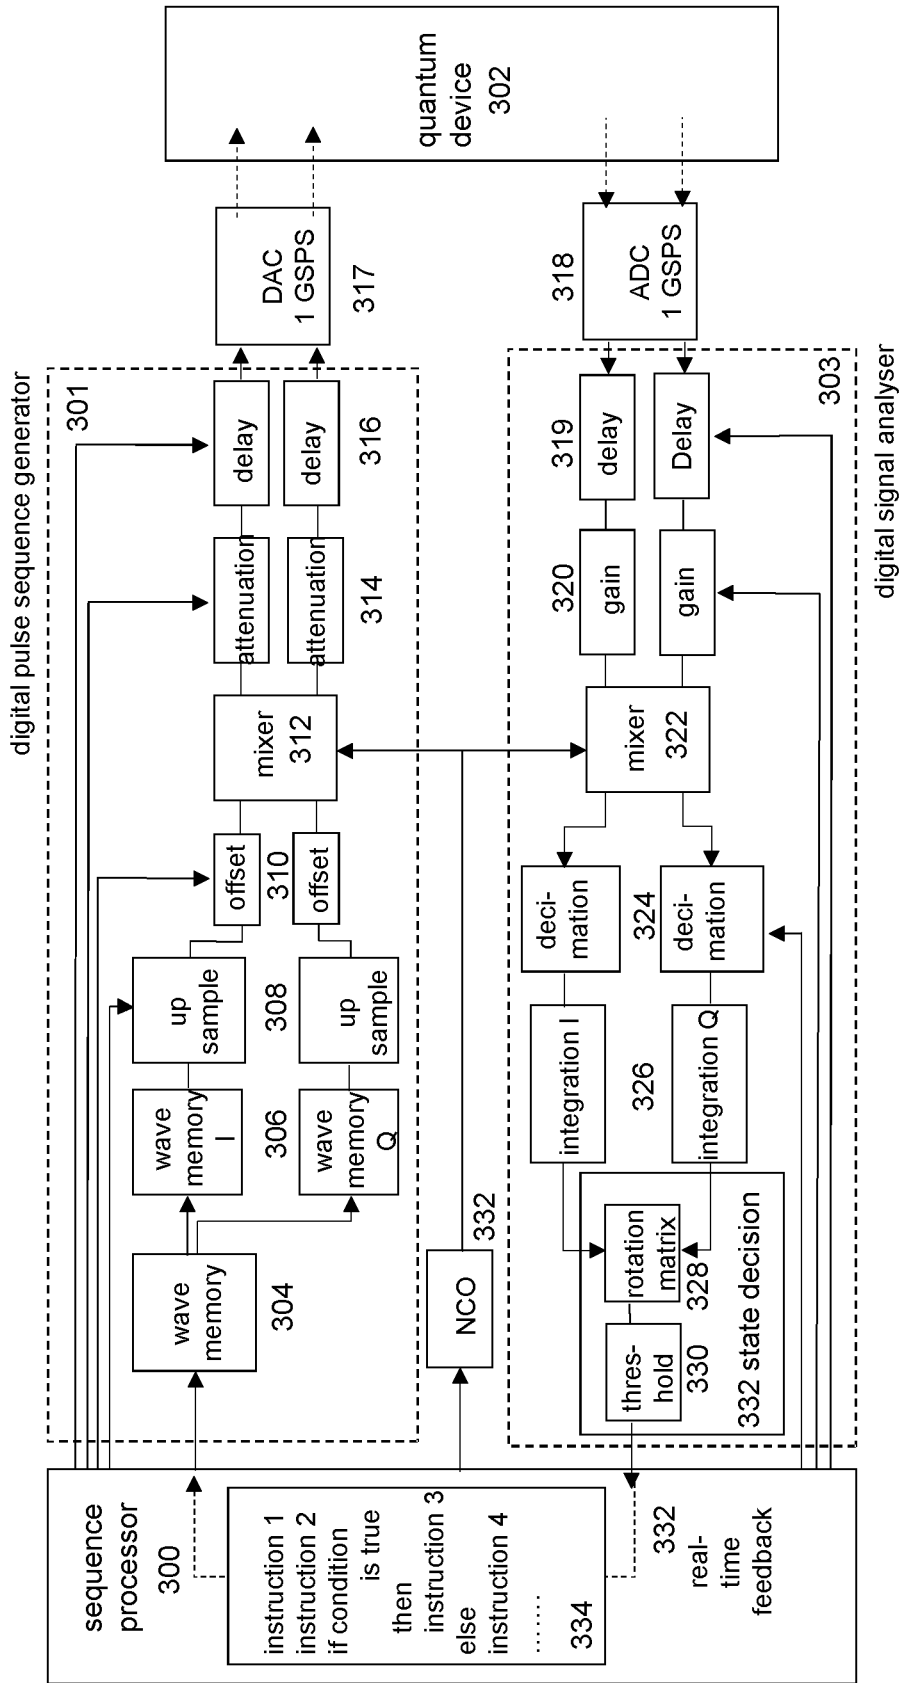 digital pulse sequence generator
301
sequence
processor
300
instruction 1
instruction 2
if condition
is true
then
instruction 3
else
instruction 4
......
334
332
real-
time
feedback
wave
memory
304
wave
memory
I
306
wave
memory
Q
up
sample
308
up
sample
offset
310
offset
mixer
312
attenuation
attenuation
314
delay
delay
316
DAC
1 GSPS
317
quantum
device
302
NCO
332
318
ADC
1 GSPS
319
delay
Delay
303
320
gain
gain
mixer
322
deci-
mation
324
deci-
mation
integration I
326
integration Q
rotation
matrix
328
thres-
hold
330
332 state decision
digital signal analyser